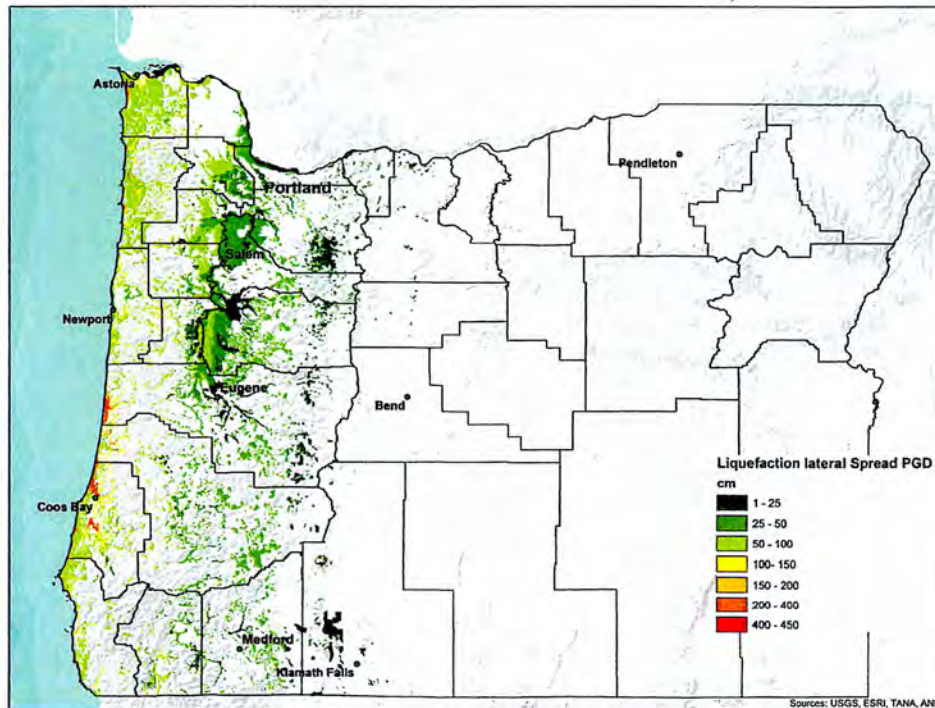 Astoria
Portland
Pendleton
Salem
Newport
Eugene
Bend
Coos Bay
Medford
Klamath Falls
Liquefaction lateral Spread PGD
cm
1 - 25
25 - 50
50 - 100
100- 150
150 - 200
200 - 400
400 - 450
Sources: USGS, ESRI, TANA, AN